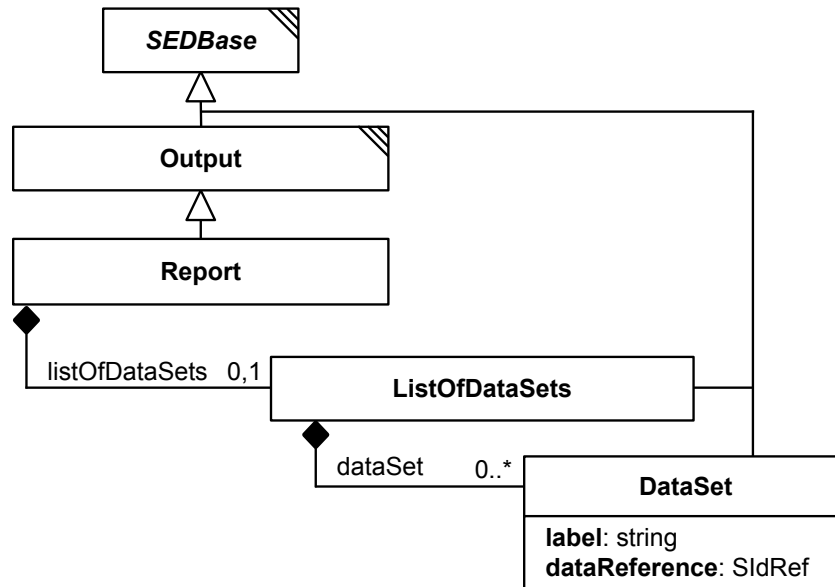 SEDBase
Output
Report
listOfDataSets 0,1
ListOfDataSets
dataSet 0..*
DataSet
label: string
dataReference: SIdRef